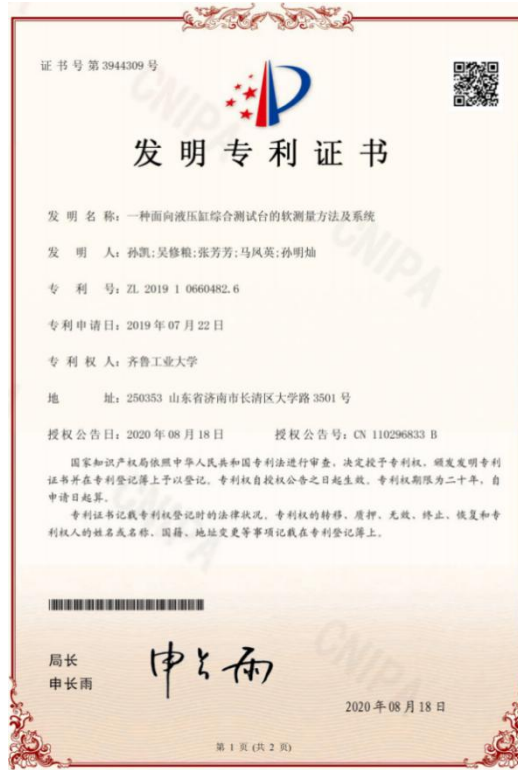 证书号第3944309号
发明专利证书
发明名称：一种面向液压缸综合测试台的软测量方法及系统
发明人：孙凯;吴修粮;张芳芳;马凤英;孙明灿
专利号：ZL 2019 1 0660482.6
专利申请日：2019年07月22日
专利权人：齐鲁工业大学
地址：250353 山东省济南市长清区大学路3501号
授权公告日：2020年08月18日 授权公告号：CN 110296833 B
国家知识产权局依照中华人民共和国专利法进行审查，决定授予专利权，颁发发明专利
证书并在专利登记簿上予以登记。专利权自授权公告之日起生效。专利权期限为二十年，自
申请日起算。
专利证书记载专利权登记时的法律状况。专利权的转移、质押、无效、终止、恢复和专
利权人的姓名或名称、国籍、地址变更等事项记载在专利登记簿上。
局长
申长雨
申长雨
2020年08月18日
第 1 页 (共 2 页)
CNIPA
CNIPA
CNIPA
CNIPA